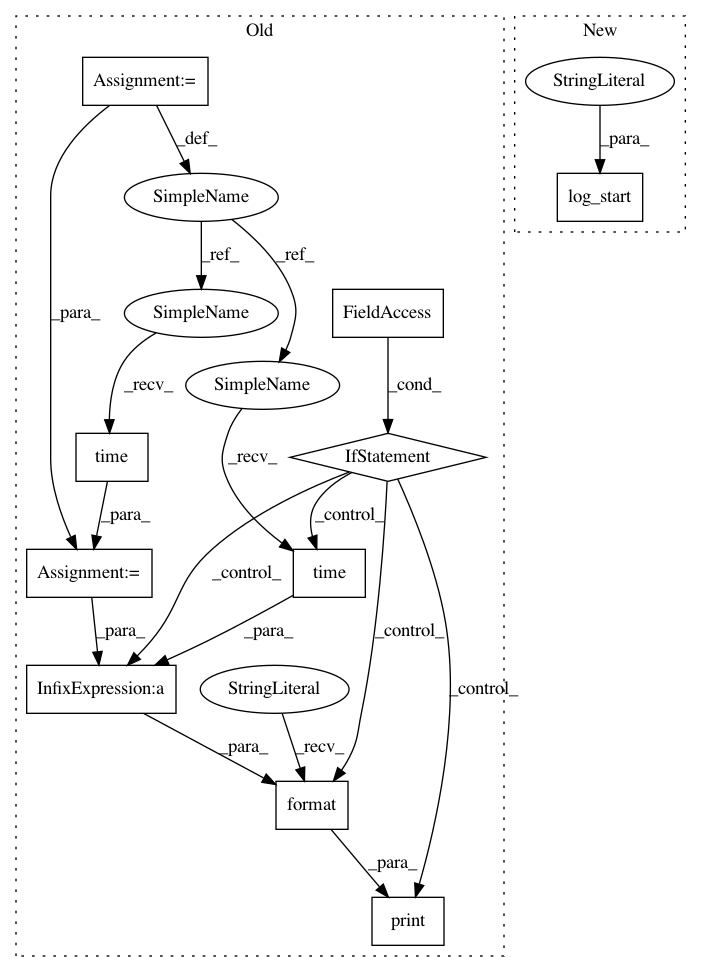 Old
New
Assignment:=
StringLiteral
_def_
_para_
SimpleName
log_start
_ref_
_ref_
_para_
SimpleName
FieldAccess
SimpleName
_recv_
_cond_
time
_recv_
IfStatement
_para_
_control_
Assignment:=
time
_control_
_para_
_para_
_control_
_control_
InfixExpression:a
StringLiteral
_para_
_recv_
format
_para_
print